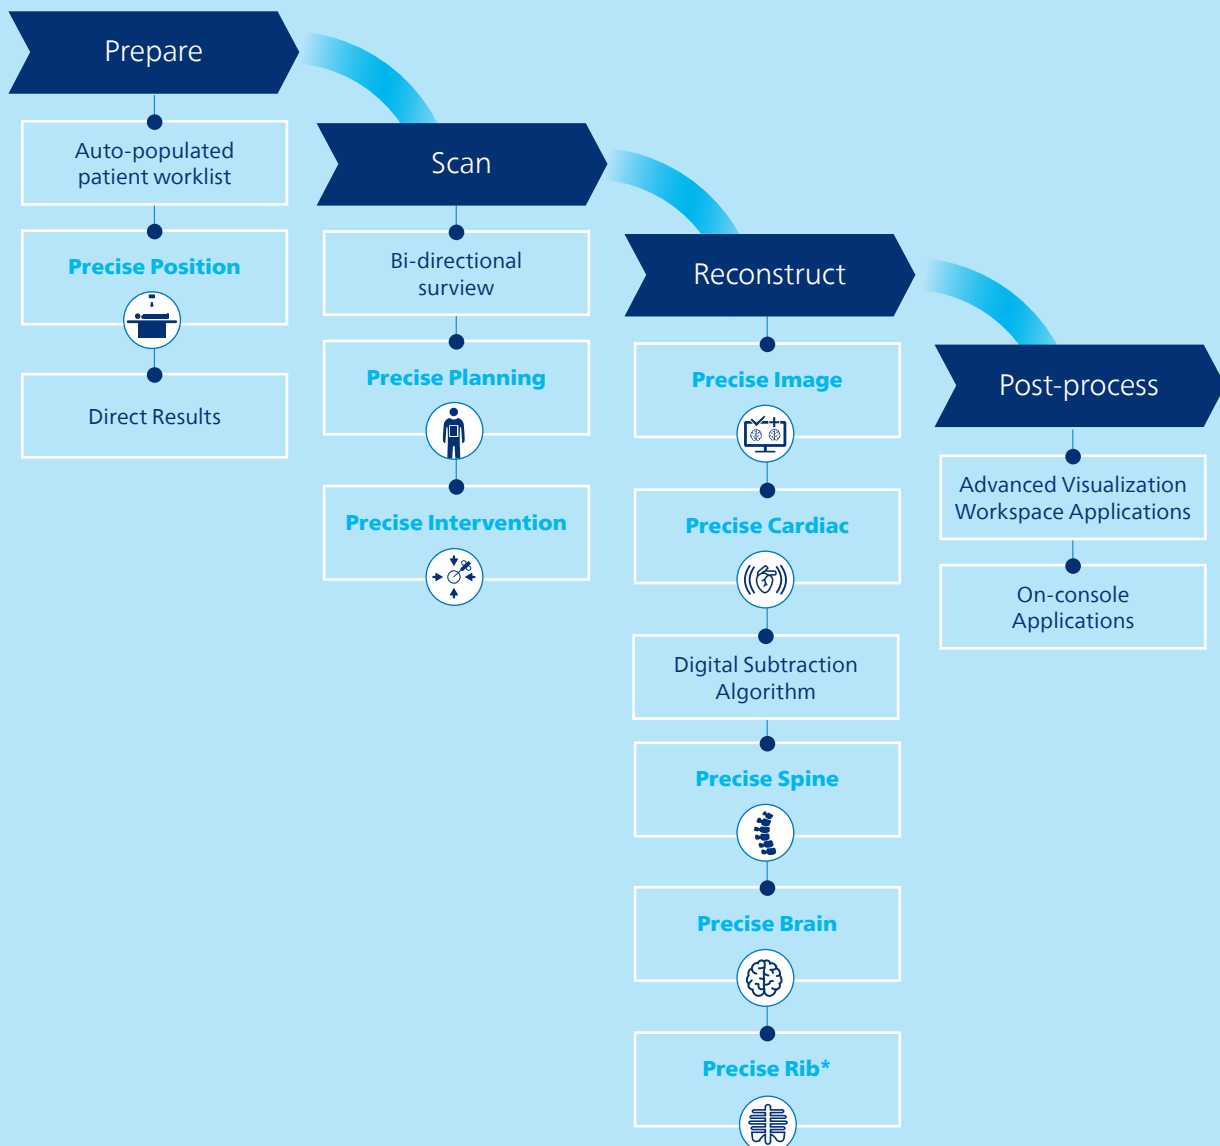 Prepare
Auto-populated
patient worklist
Precise Position
Direct Results
Scan
Bi-directional
surview
Precise Planning
Precise Intervention
Reconstruct
Precise Image
Precise Cardiac
Digital Subtraction
Algorithm
Precise Spine
Precise Brain
Precise Rib*
Post-process
Advanced Visualization
Workspace Applications
On-console
Applications